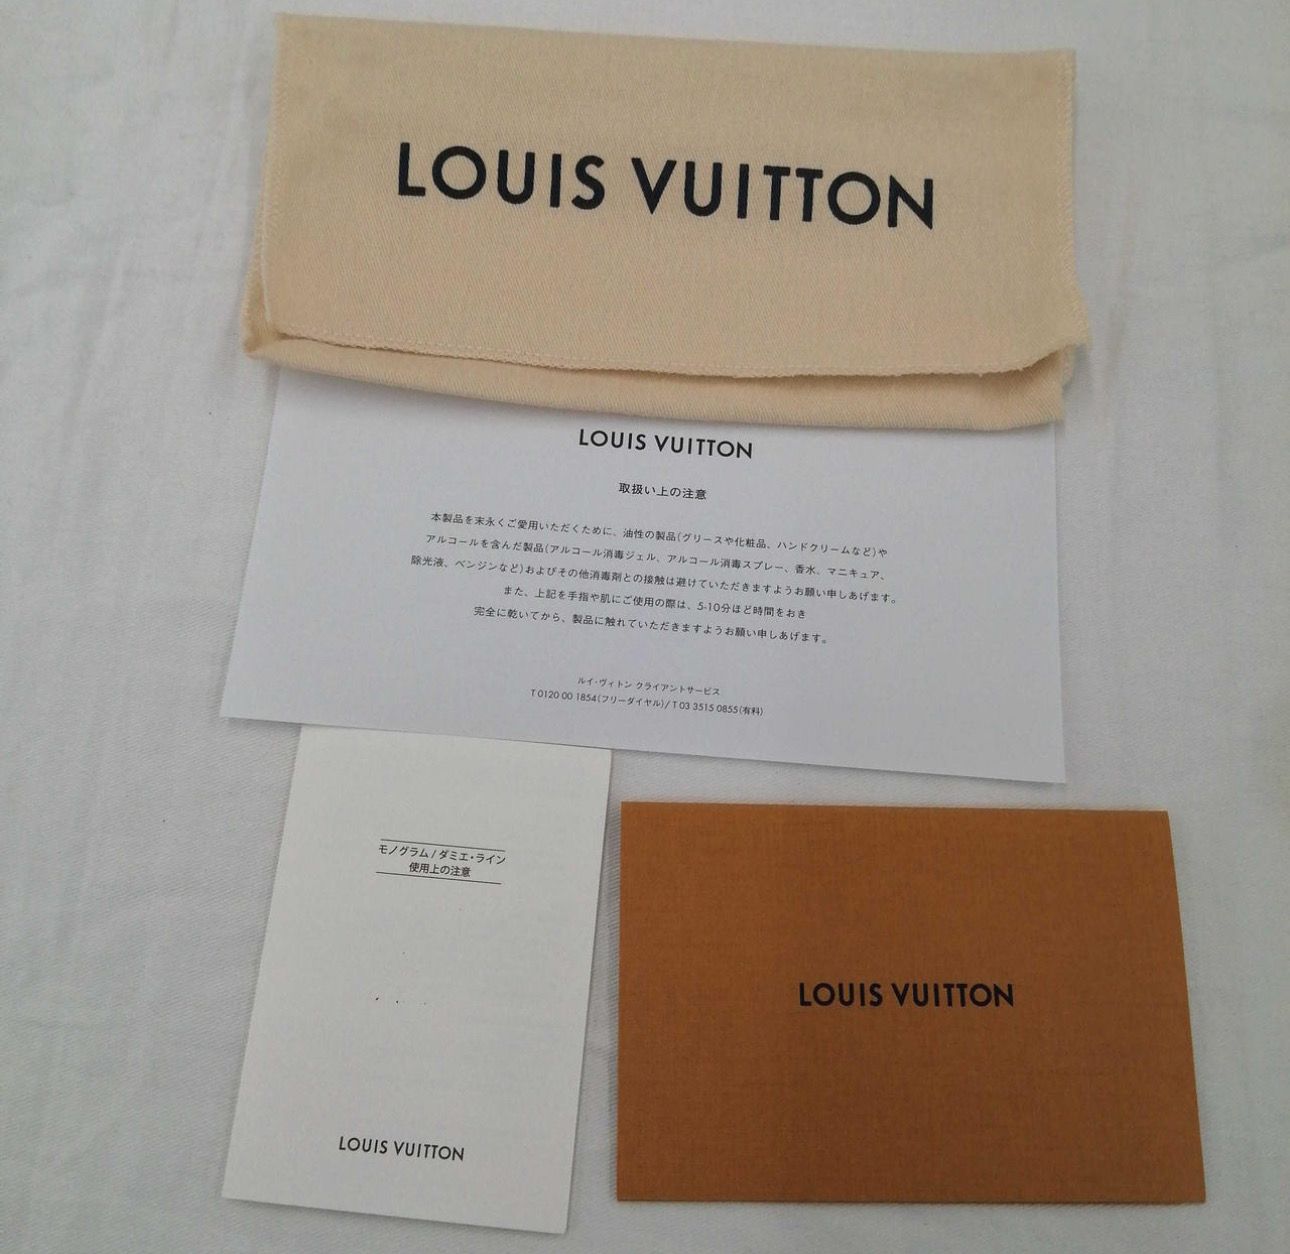 LOUIS VUITTON
LOUIS VUITTON
取扱い上の注意
本製品を末永くご愛用いただくために、油性の製品(グリースや化粧品、ハンドクリームなど)や
アルコールを含んだ製品(アルコール消毒ジェル、アルコール消毒スプレー、香水、マニキュア、
除光液、ベンジンなど)およびその他消毒剤との接触は避けていただきますようお願い申しあげます。
また、上記を手指や肌にご使用の際は、5-10分ほど時間をおき
完全に乾いてから、製品に触れていただきますようお願い申しあげます。
ルイ・ヴィトン クライアントサービス
T 0120 00 1854(フリーダイヤル)/ T 03 3515 0855(有料)
モノグラム / ダミエ・ライン
使用上の注意
LOUIS VUITTON
LOUIS VUITTON